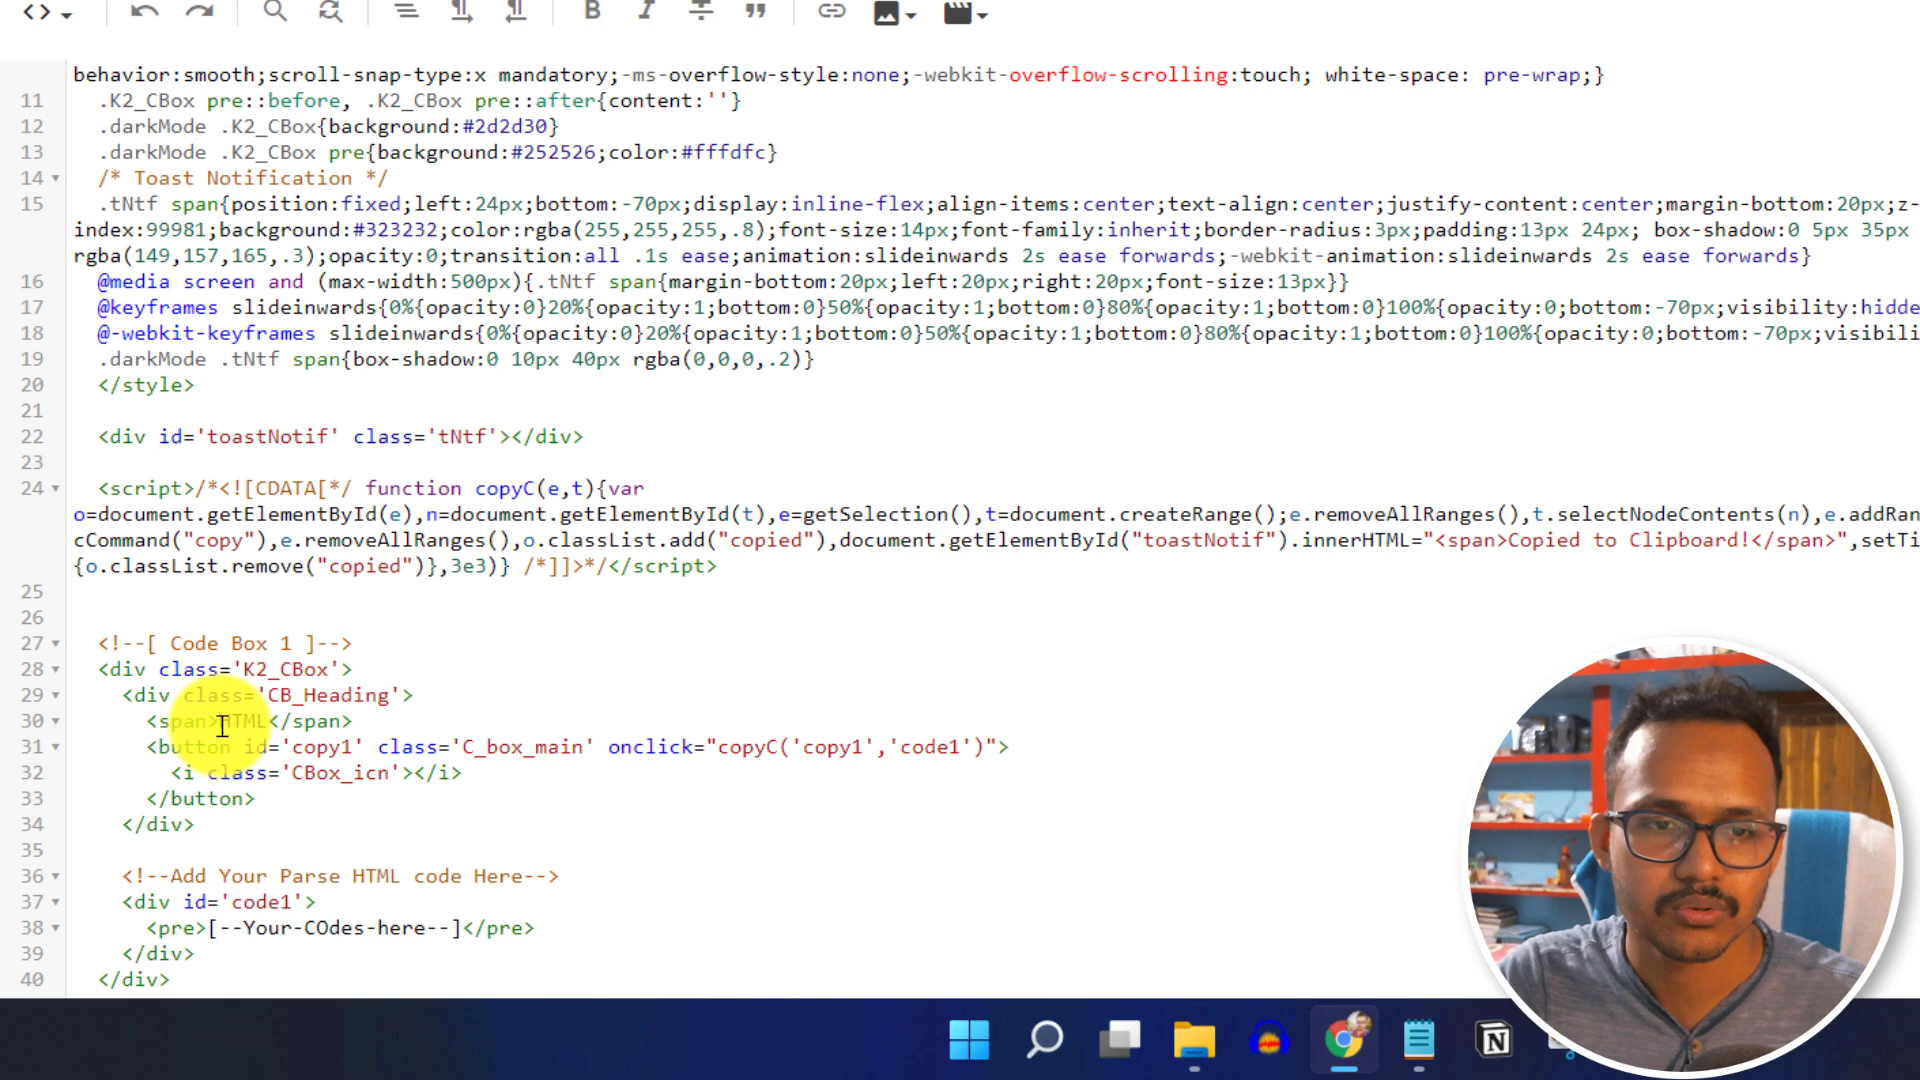 behavior:smooth;scroll-snap-type:x mandatory;-ms-overflow-style:none;-webkit-overflow-scrolling:touch; white-space: pre-wrap;}
11 .K2_CBox pre::before, .K2_CBox pre::after{content:''}
12 .darkMode .K2_CBox{background:#2d2d30}
13 .darkMode .K2_CBox pre{background:#252526;color:#fffdfc}
14 /* Toast Notification */
15 .tNtf span{position:fixed;left:24px;bottom:-70px;display:inline-flex;align-items:center;text-align:center;justify-content:center;margin-bottom:20px;z-
index:99981;background:#323232;color:rgba(255,255,255,.8);font-size:14px;font-family:inherit;border-radius:3px;padding:13px 24px; box-shadow:0 5px 35px
rgba(149,157,165,.3);opacity:0;transition:all .1s ease;animation:slideinwards 2s ease forwards;-webkit-animation:slideinwards 2s ease forwards}
16 @media screen and (max-width:500px){.tNtf span{margin-bottom:20px;left:20px;right:20px;font-size:13px}}
17 @keyframes slideinwards{0%{opacity:0}20%{opacity:1;bottom:0}50%{opacity:1;bottom:0}80%{opacity:1;bottom:0}100%{opacity:0;bottom:-70px;visibility:hidde
18 @-webkit-keyframes slideinwards{0%{opacity:0}20%{opacity:1;bottom:0}50%{opacity:1;bottom:0}80%{opacity:1;bottom:0}100%{opacity:0;bottom:-70px;visibili
19 .darkMode .tNtf span{box-shadow:0 10px 40px rgba(0,0,0,.2)}
20 </style>
21
22 <div id='toastNotif' class='tNtf'></div>
23
24 <script>/*<![CDATA[*/ function copyC(e,t){var
o=document.getElementById(e),n=document.getElementById(t),e=getSelection(),t=document.createRange();e.removeAllRanges(),t.selectNodeContents(n),e.addRan
cCommand("copy"),e.removeAllRanges(),o.classList.add("copied"),document.getElementById("toastNotif").innerHTML="<span>Copied to Clipboard!</span>",setTi
{o.classList.remove("copied")},3e3)} /*]]>*/</script>
25
26
27 <!--[ Code Box 1 ]-->
28 <div class='K2_CBox'>
29 <div class='CB_Heading'>
30 <span>HTML</span>
31 <button id='copy1' class='C_box_main' onclick="copyC('copy1','code1')">
32 <i class='CBox_icn'></i>
33 </button>
34 </div>
35
36 <!--Add Your Parse HTML code Here-->
37 <div id='code1'>
38 <pre>[--Your-COdes-here--]</pre>
39 </div>
40 </div>